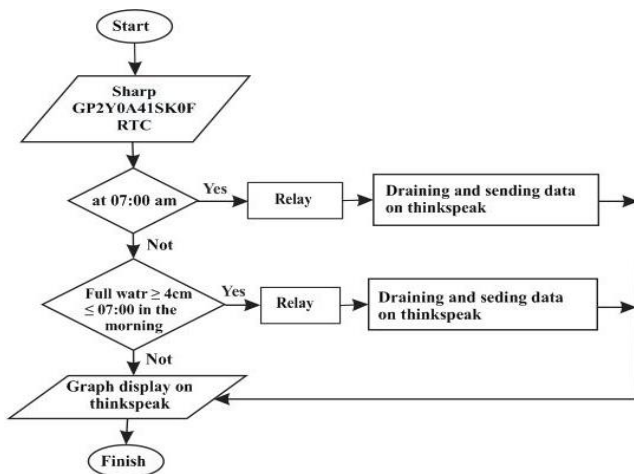 Start
Sharp
GP2Y0A41SK0F
RTC
at 07:00 am
Yes
Relay
Draining and sending data
on thinkspeak
Not
Full watr ≥ 4cm
≤ 07:00 in the
morning
Yes
Relay
Draining and seding data
on thinkspeak
Not
Graph display on
thinkspeak
Finish